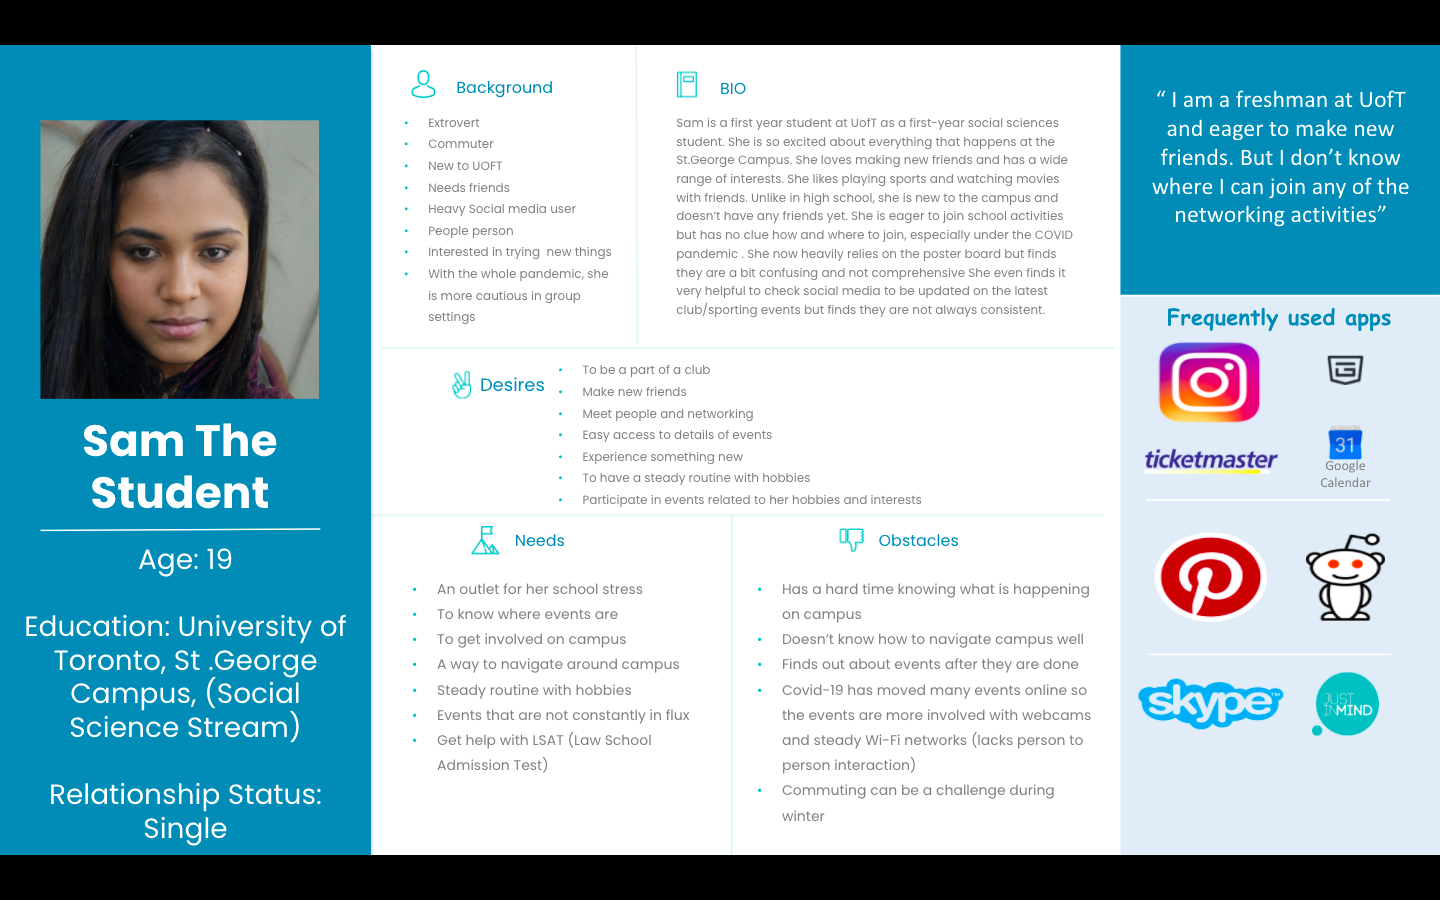 Sam The
Student
Age: 19
Education: University of
Toronto, St .George
Campus, (Social
Science Stream)
Relationship Status:
Single
Background
• Extrovert
• Commuter
• New to UOFT
• Needs friends
• Heavy Social media user
• People person
• Interested in trying  new things
• With the whole pandemic, she
is more cautious in group
settings
BIO
Sam is a first year student at UofT as a first-year social sciences
student. She is so excited about everything that happens at the
St.George Campus. She loves making new friends and has a wide
range of interests. She likes playing sports and watching movies
with friends. Unlike in high school, she is new to the campus and
doesn't have any friends yet. She is eager to join school activities
but has no clue how and where to join, especially under the COVID
pandemic . She now heavily relies on the poster board but finds
they are a bit confusing and not comprehensive She even finds it
very helpful to check social media to be updated on the latest
club/sporting events but finds they are not always consistent.
Desires
• To be a part of a club
• Make new friends
• Meet people and networking
• Easy access to details of events
• Experience something new
• To have a steady routine with hobbies
• Participate in events related to her hobbies and interests
Needs
• An outlet for her school stress
• To know where events are
• To get involved on campus
• A way to navigate around campus
• Steady routine with hobbies
• Events that are not constantly in flux
• Get help with LSAT (Law School
Admission Test)
Obstacles
• Has a hard time knowing what is happening
on campus
• Doesn't know how to navigate campus well
• Finds out about events after they are done
• Covid-19 has moved many events online so
the events are more involved with webcams
and steady Wi-Fi networks (lacks person to
person interaction)
• Commuting can be a challenge during
winter
“ I am a freshman at UofT
and eager to make new
friends. But I don’t know
where I can join any of the
networking activities”
Frequently used apps
ticketmaster
31
Google
Calendar
skype™
JUST
INMIND